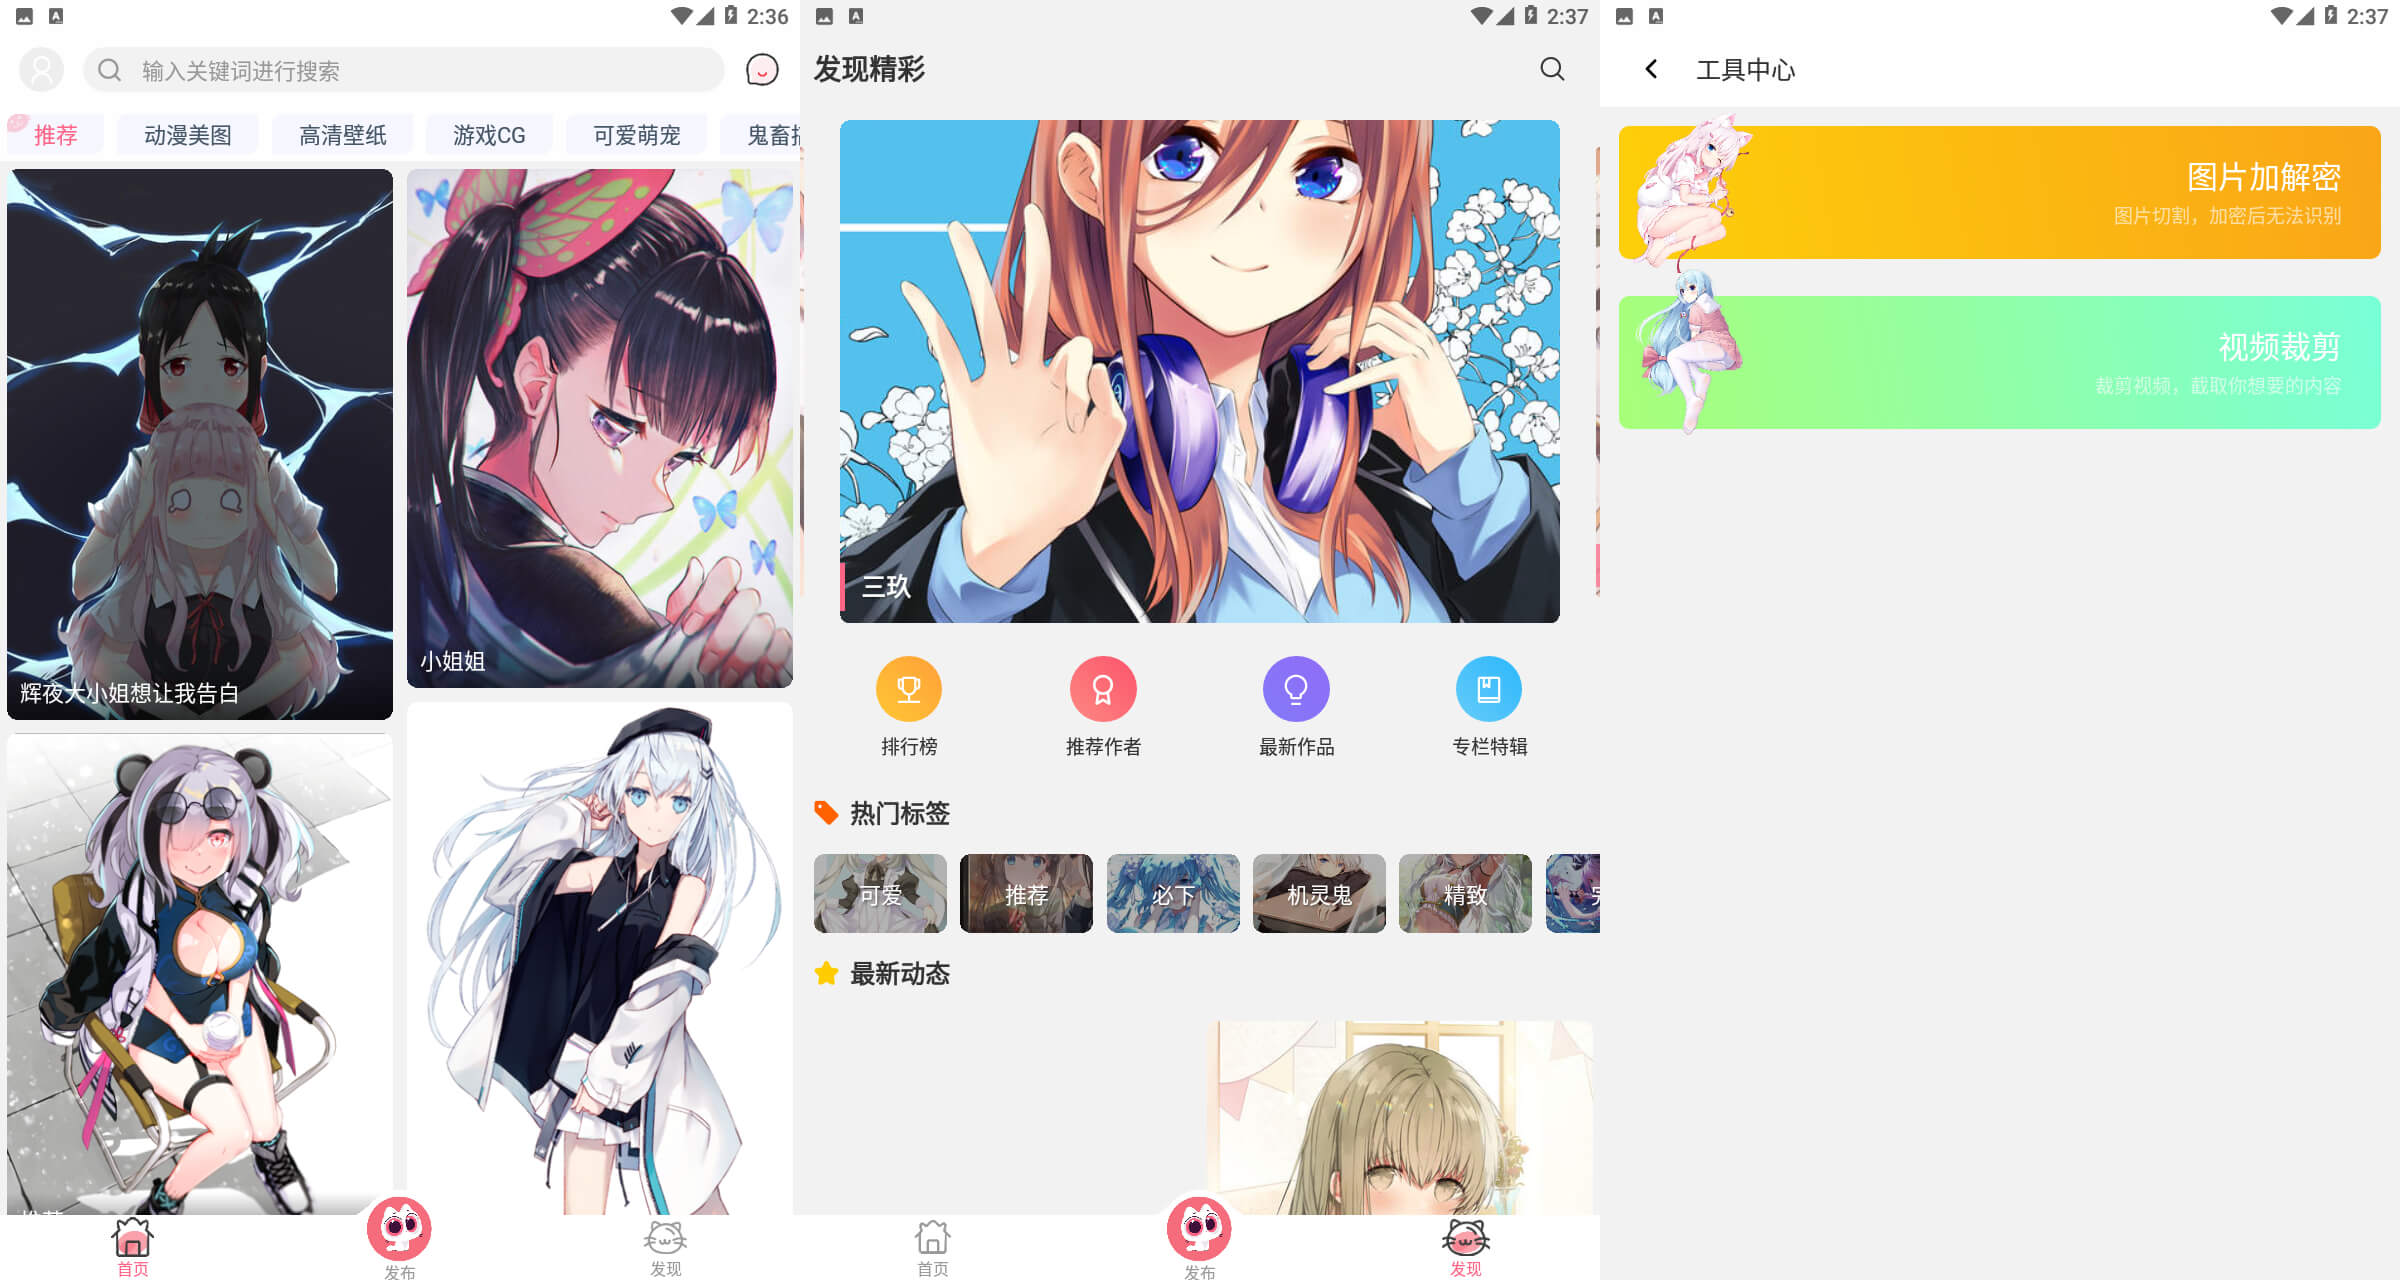 2:36
输入关键词进行搜索
推荐
动漫美图
高清壁纸
游戏CG
可爱萌宠
鬼畜
辉夜大小姐想让我告白
小姐姐
首页
发布
发现
2:37
发现精彩
三玖
排行榜
推荐作者
最新作品
专栏特辑
热门标签
可爱
推荐
必下
机灵鬼
精致
最新动态
首页
发布
发现
2:37
工具中心
图片加解密
图片切割，加密后无法识别
视频裁剪
裁剪视频，截取你想要的内容